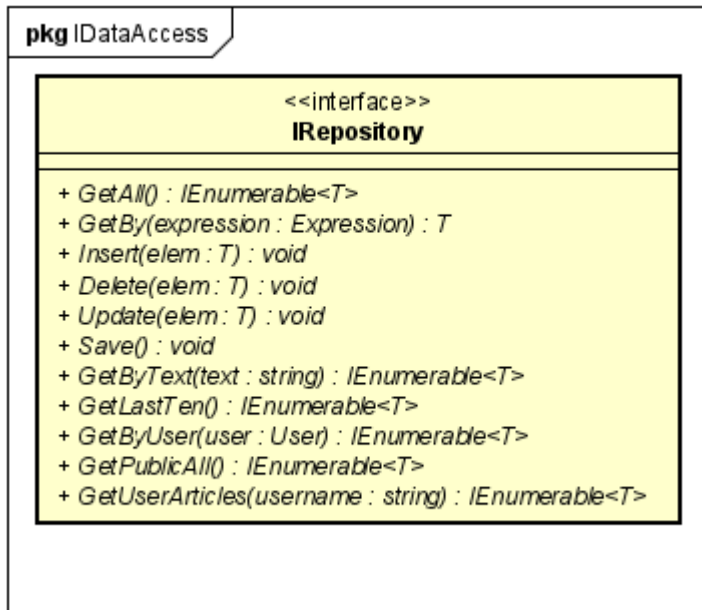 pkg IDataAccess
<<interface>>
IRepository
+ GetAll() : IEnumerable<T>
+ GetBy(expression : Expression) : T
+ Insert(elem : T) : void
+ Delete(elem : T) : void
+ Update(elem : T) : void
+ Save() : void
+ GetByText(text : string) : IEnumerable<T>
+ GetLastTen() : IEnumerable<T>
+ GetByUser(user : User) : IEnumerable<T>
+ GetPublicAll() : IEnumerable<T>
+ GetUserArticles(username : string) : IEnumerable<T>